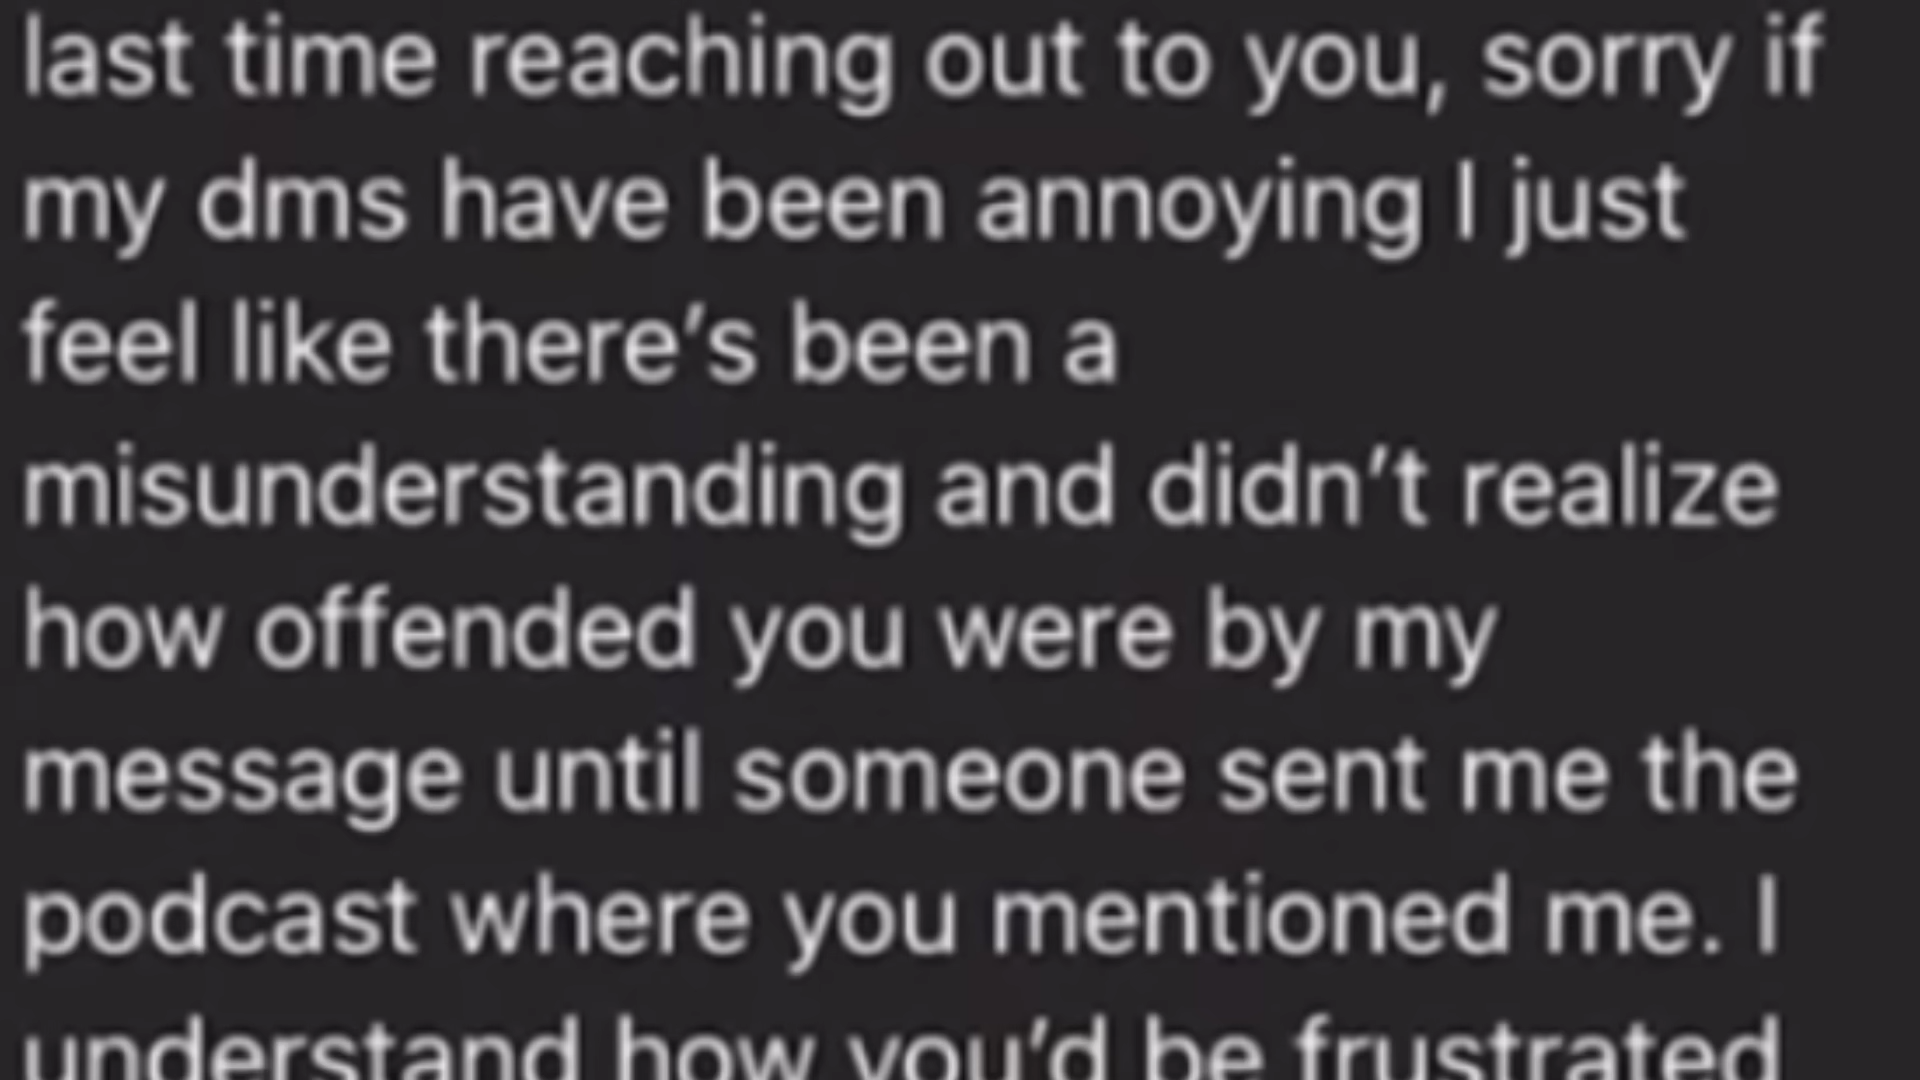 last time reaching out to you, sorry if
my dms have been annoying I just
feel like there’s been a
misunderstanding and didn’t realize
how offended you were by my
message until someone sent me the
podcast where you mentioned me. I
understand how you’d be frustrated